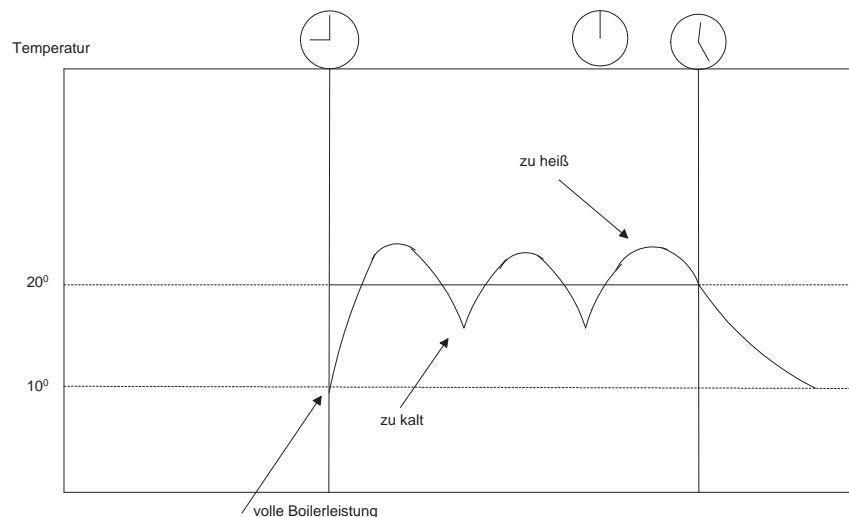 Temperatur
zu heiß
20⁰
10⁰
zu kalt
volle Boilerleistung